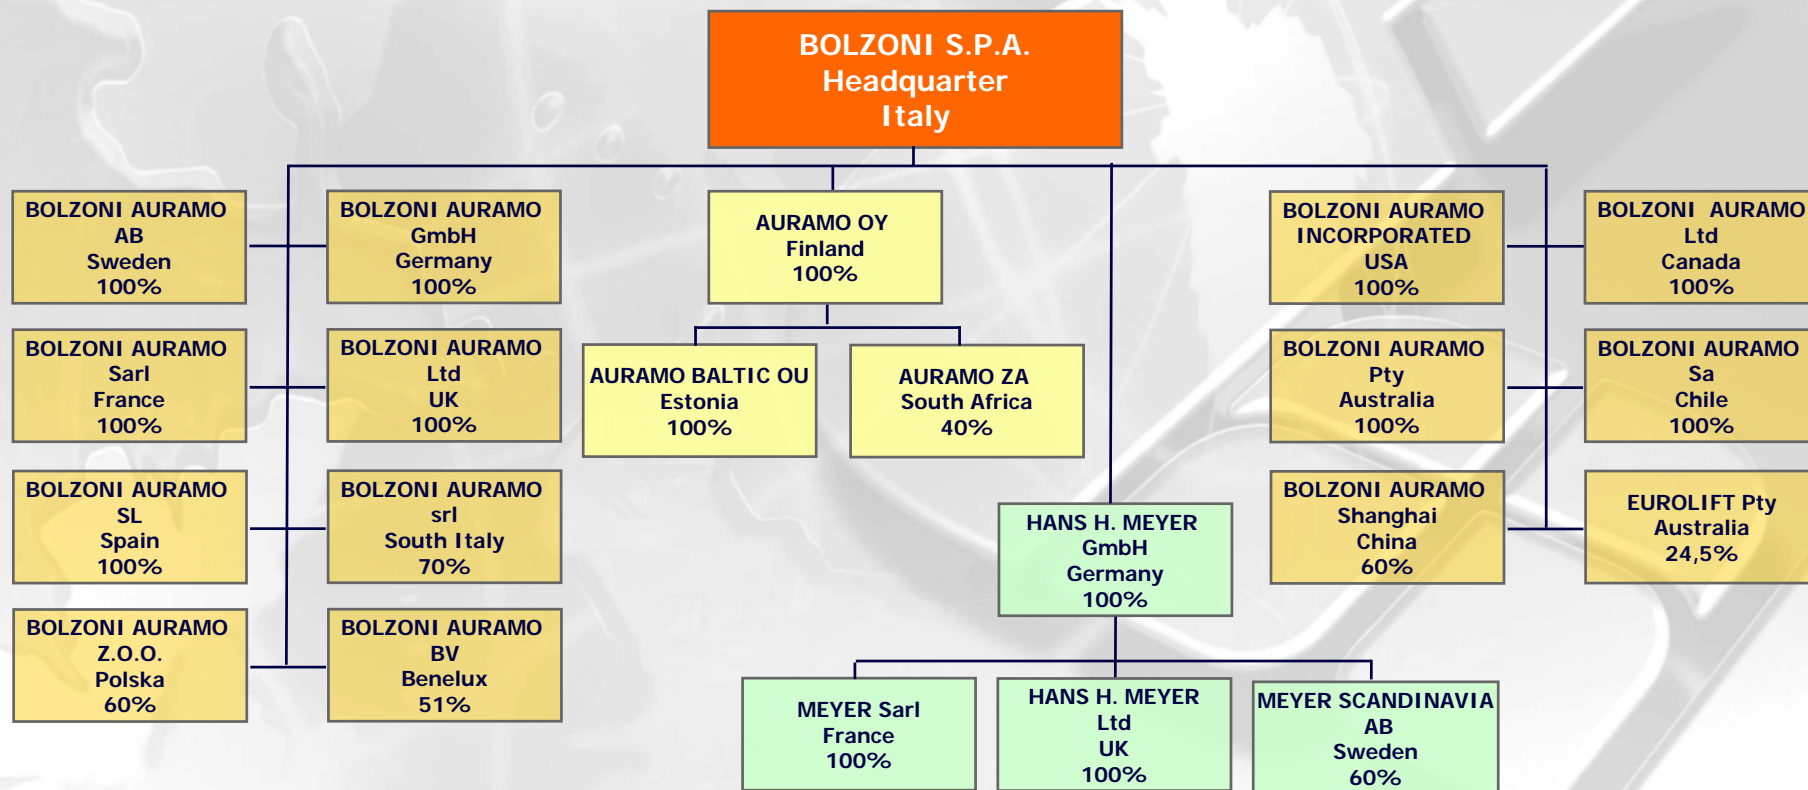 BOLZONI S.P.A.
Headquarter
Italy
BOLZONI AURAMO
AB
Sweden
100%
BOLZONI AURAMO
GmbH
Germany
100%
BOLZONI AURAMO
Sarl
France
100%
BOLZONI AURAMO
Ltd
UK
100%
BOLZONI AURAMO
SL
Spain
100%
BOLZONI AURAMO
srl
South Italy
70%
BOLZONI AURAMO
Z.O.O.
Polska
60%
BOLZONI AURAMO
BV
Benelux
51%
AURAMO OY
Finland
100%
AURAMO BALTIC OU
Estonia
100%
AURAMO ZA
South Africa
40%
HANS H. MEYER
GmbH
Germany
100%
MEYER Sarl
France
100%
HANS H. MEYER
Ltd
UK
100%
MEYER SCANDINAVIA
AB
Sweden
60%
BOLZONI AURAMO
INCORPORATED
USA
100%
BOLZONI AURAMO
Ltd
Canada
100%
BOLZONI AURAMO
Pty
Australia
100%
BOLZONI AURAMO
Sa
Chile
100%
BOLZONI AURAMO
Shanghai
China
60%
EUROLIFT Pty
Australia
24,5%